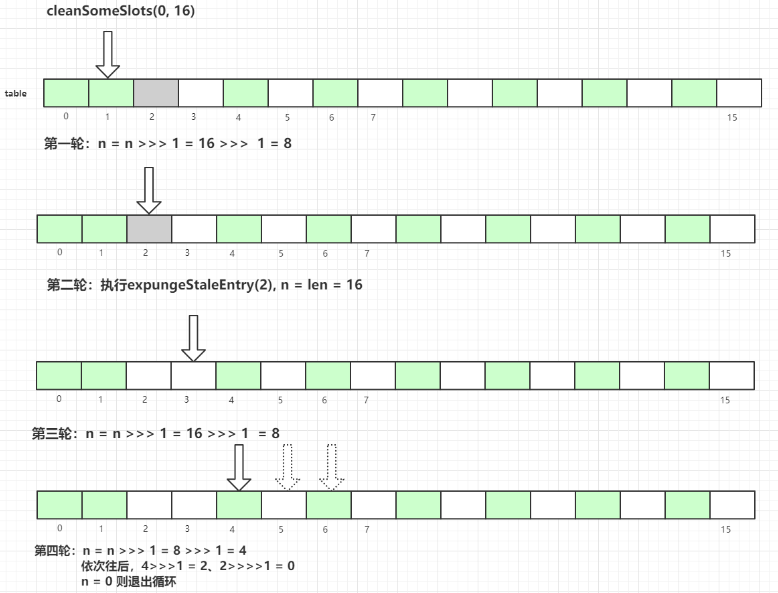 cleanSomeSlots(0, 16)
table
0 1 2 3 4 5 6 7 15
第一轮：n = n >>> 1 = 16 >>> 1 = 8
0 1 2 3 4 5 6 7 15
第二轮：执行expungeStaleEntry(2), n = len = 16
0 1 2 3 4 5 6 7 15
第三轮：n = n >>> 1 = 16 >>> 1 = 8
0 1 2 3 4 5 6 7 15
第四轮：n = n >>> 1 = 8 >>> 1 = 4
依次往后，4>>>1 = 2、2>>>>1 = 0
n = 0 则退出循环